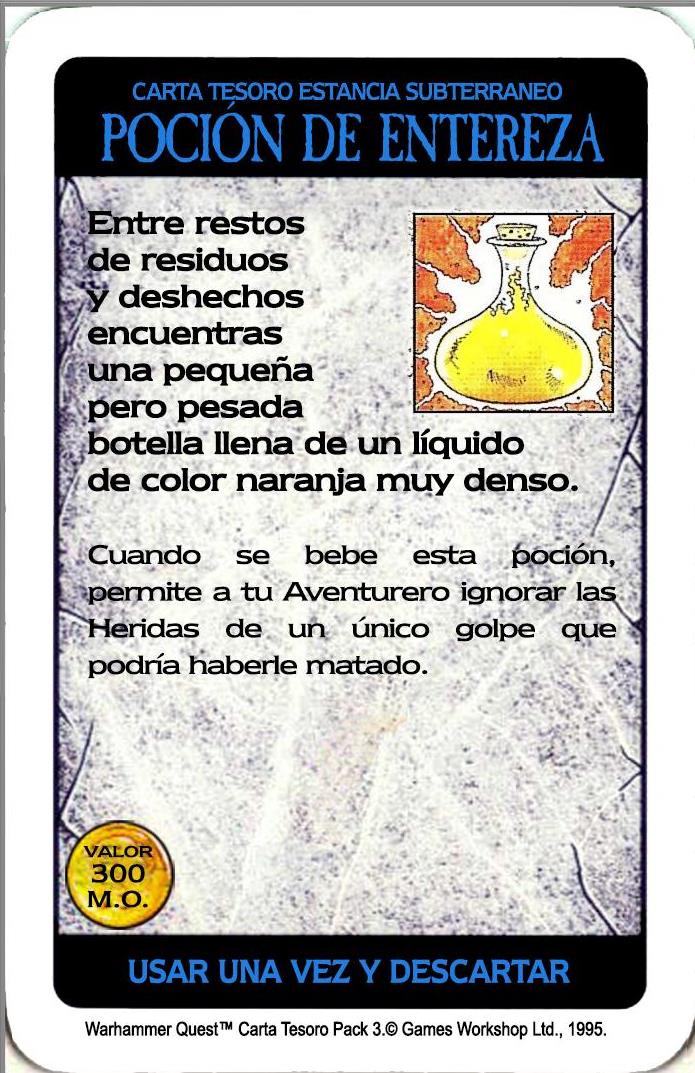 CARTA TESORO ESTANCIA SUBTERRANEO
POCIÓN DE ENTEREZA
Entre restos
de residuos
y deshechos
encuentras
una pequeña
pero pesada
botella llena de un líquido
de color naranja muy denso.
Cuando se bebe esta poción,
permite a tu Aventurero ignorar las
Heridas de un único golpe que
podría haberle matado.
VALOR
300
M.O.
USAR UNA VEZ Y DESCARTAR
Warhammer Quest™ Carta Tesoro Pack 3.© Games Workshop Ltd., 1995.